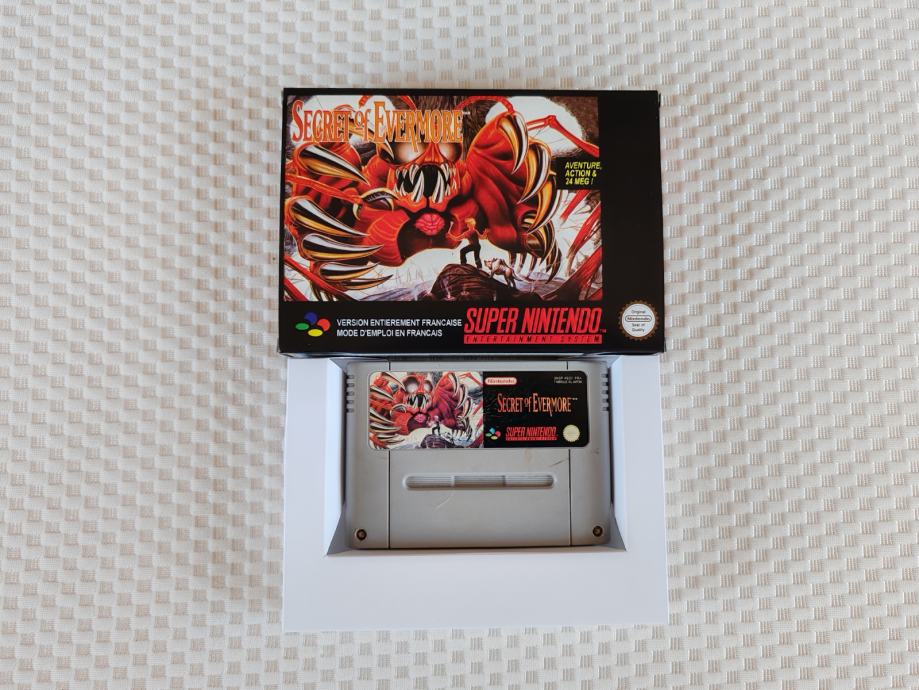 SECRET OF EVERMORE
AVENTURE,
ACTION &
24 MEG !
VERSION ENTIEREMENT FRANCAISE
MODE D'EMPLOI EN FRANCAIS
SUPER NINTENDO
ENTERTAINMENT SYSTEM
Original
Nintendo
Seal of
Quality
Nintendo
SECRET OF EVERMORE
SUPER NINTENDO
ENTERTAINMENT SYSTEM